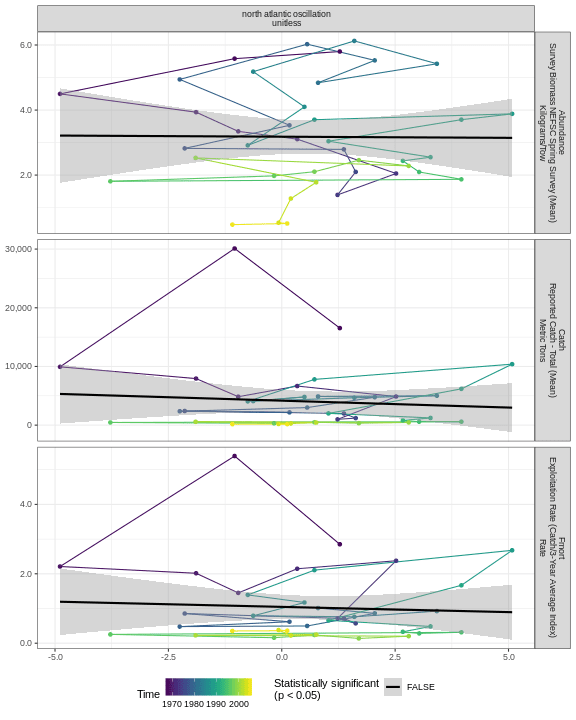 north atlantic oscillation
unitless
6.0
4.0
2.0
Abundance
Survey Biomass NEFSC Spring Survey (Mean)
Kilograms/Tow
30,000
20,000
10,000
0
Catch
Reported Catch - Total (Mean)
Metric Tons
4.0
2.0
0.0
Fmort
Exploitation Rate (Catch/3-Year Average Index)
Rate
-5.0 -2.5 0.0 2.5 5.0
Time
1970 1980 1990 2000
Statistically significant
(p < 0.05)
FALSE